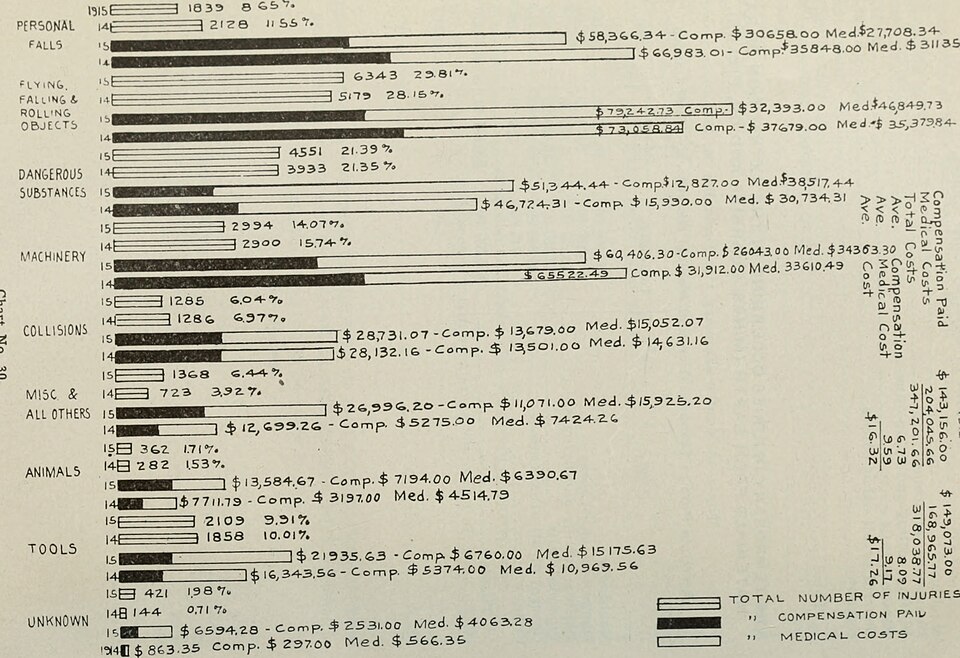 1915 1839 8.65%
PERSONAL 14 2128 11.55%
FALLS 15 $58,366.34 - Comp. $30658.00 Med.$27,708.34
14 $66983.01 - Comp $35848.00 Med. $31135
15 6343 29.81%
FLYING, 14 5179 28.15%
FALLING &
ROLLING 15 $79242.73 Comp.- $32,393.00 Med.$46849.73
OBJECTS 14 $73,058.84 Comp.-$37679.00 Med.-$35,379.84
15 4551 21.39%
DANGEROUS 14 3933 21.35%
SUBSTANCES 15 $51,344.44 - Comp.$12,827.00 Med.$38,517.44
14 $46,724.31 - Comp. $15,990.00 Med. $30,734.31
15 2994 14.07%
14 2900 15.74%
MACHINERY 15 $60,406.30-Comp. $26043.00 Med. $34363.30
14 $65522.49 Comp. $31,912.00 Med. 33610.49
15 1285 6.04%
14 1286 6.97%
COLLISIONS 15 $28,731.07 - Comp. $13,679.00 Med. $15,052.07
14 $28,132.16 - Comp. $13,501.00 Med. $14,631.16
15 1368 6.44%
MISC. & 14 723 3.92%
ALL OTHERS 15 $26,996.20 - Comp. $11,071.00 Med. $15,925.20
14 $12,699.26 - Comp. $5275.00 Med. $7424.26
15 362 1.71%
14 282 1.53%
ANIMALS 15 $13,584.67 - Comp. $7194.00 Med. $6390.67
14 $7711.79 - Comp. $3197.00 Med. $4514.79
15 2109 9.91%
14 1858 10.01%
TOOLS 15 $21935.63 - Comp. $6760.00 Med. $15175.63
14 $16,343.56 - Comp. $5374.00 Med. $10,969.56
15 421 1.98%
14 144 0.71%
UNKNOWN 15 $6594.28 - Comp. $2531.00 Med. $4063.28
1914 $863.35 Comp. $297.00 Med. $566.35
Compensation Paid $143,156.00 $149,073.00
Medical Costs 204,045.66 168,965.77
Total Costs 347,201.66 318,038.77
Ave. Compensation 6.73 8.09
Ave. Medical Cost 9.59 9.17
Ave. Cost $16.32 $17.26
TOTAL NUMBER OF INJURIES
" COMPENSATION PAID
" MEDICAL COSTS
Chart No. 30